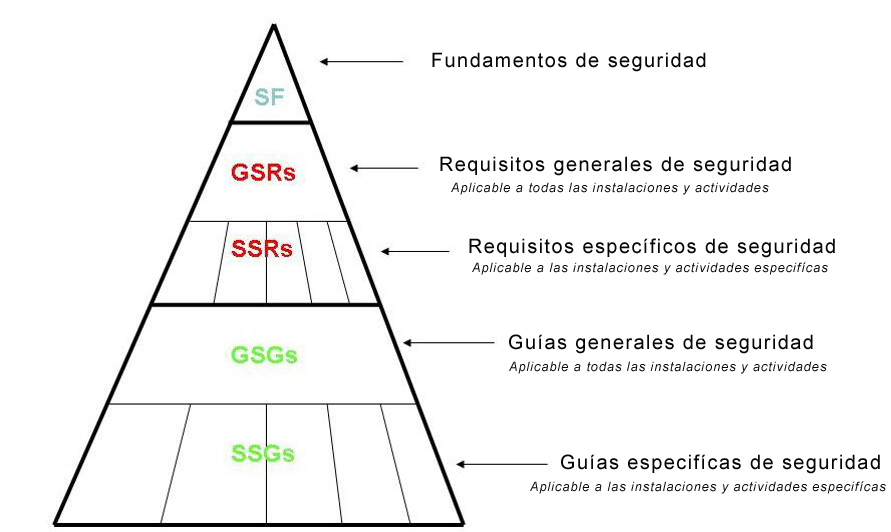 Fundamentos de seguridad
SF
Requisitos generales de seguridad
GSRs
Aplicable a todas las instalaciones y actividades
Requisitos específicos de seguridad
SSRs
Aplicable a las instalaciones y actividades especifícas
Guías generales de seguridad
GSGs
Aplicable a todas las instalaciones y actividades
SSGs
Guías especifícas de seguridad
Aplicable a las instalaciones y actividades especifícas